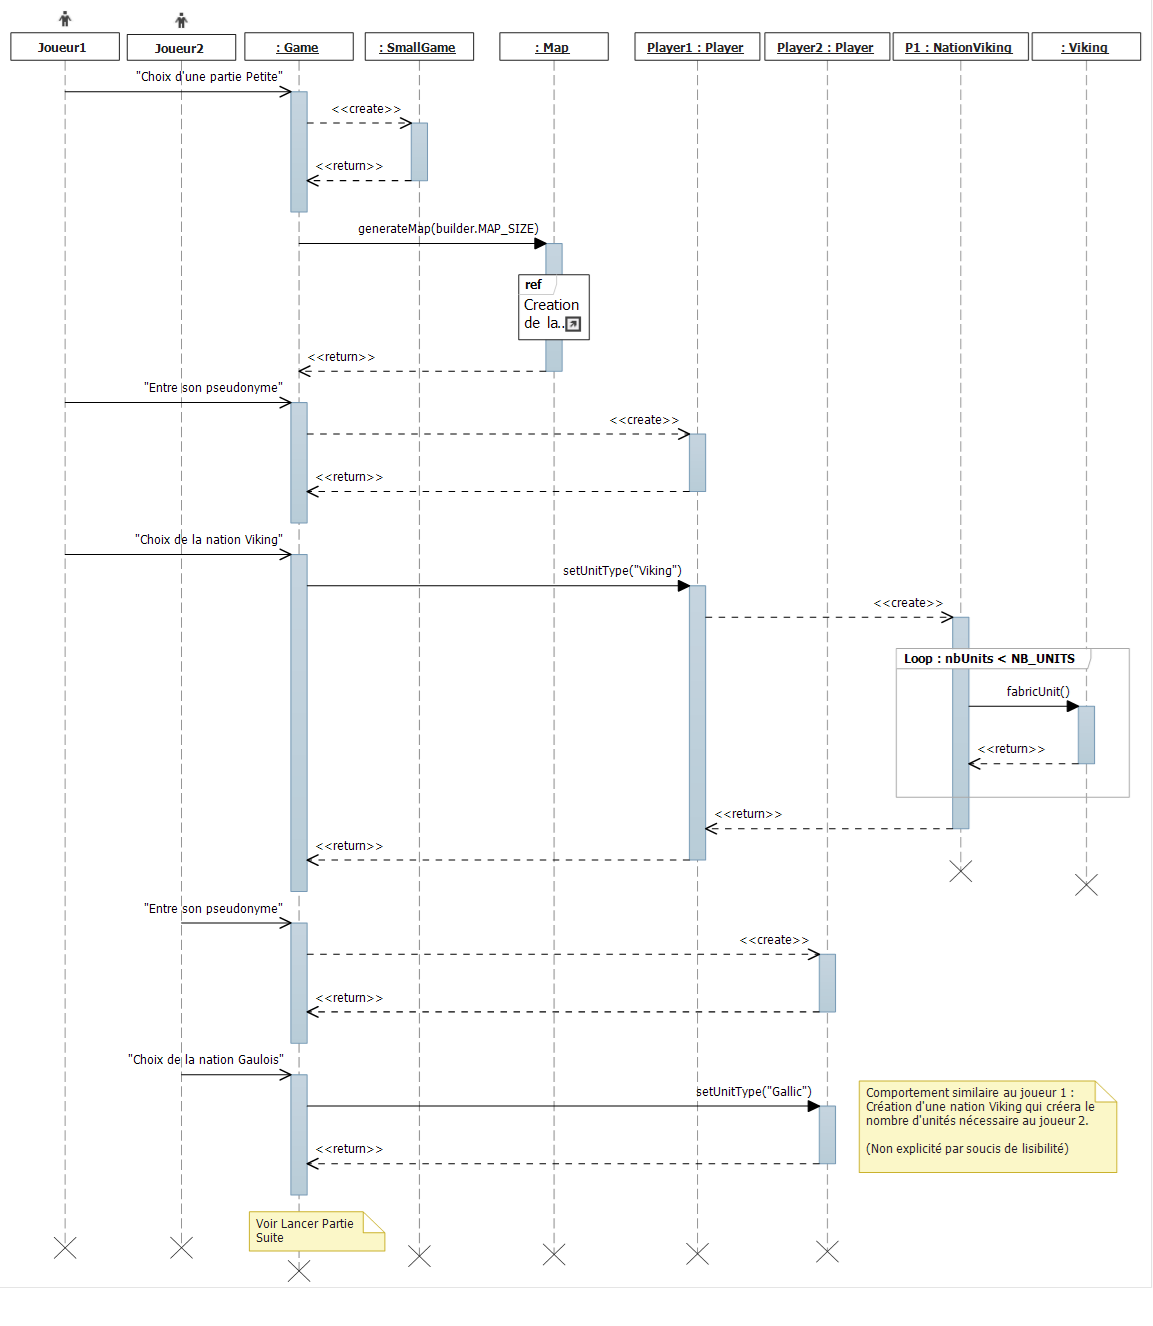 Joueur1
Joueur2
: Game
: SmallGame
: Map
Player1 : Player
Player2 : Player
P1 : NationViking
: Viking
"Choix d'une partie Petite"
<<create>>
<<return>>
generateMap(builder.MAP_SIZE)
ref
Creation
de la..
<<return>>
"Entre son pseudonyme"
<<create>>
<<return>>
"Choix de la nation Viking"
setUnitType("Viking")
<<create>>
Loop : nbUnits < NB_UNITS
fabricUnit()
<<return>>
<<return>>
<<return>>
"Entre son pseudonyme"
<<create>>
<<return>>
"Choix de la nation Gaulois"
setUnitType("Gallic")
Comportement similaire au joueur 1 :
Création d'une nation Viking qui créera le
nombre d'unités nécessaire au joueur 2.
(Non explicité par soucis de lisibilité)
<<return>>
Voir Lancer Partie
Suite